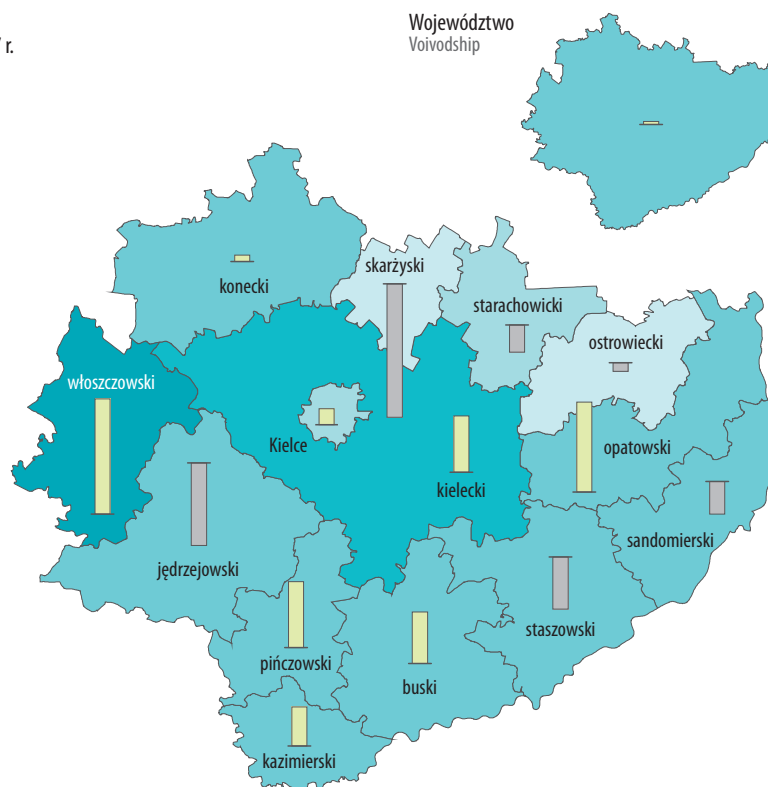 Województwo
Voivodship
r.
skarżyski
konecki
starachowicki
ostrowiecki
włoszczowski
Kielce
opatowski
kielecki
sandomierski
jędrzejowski
staszowski
pińczowski
buski
kazimierski